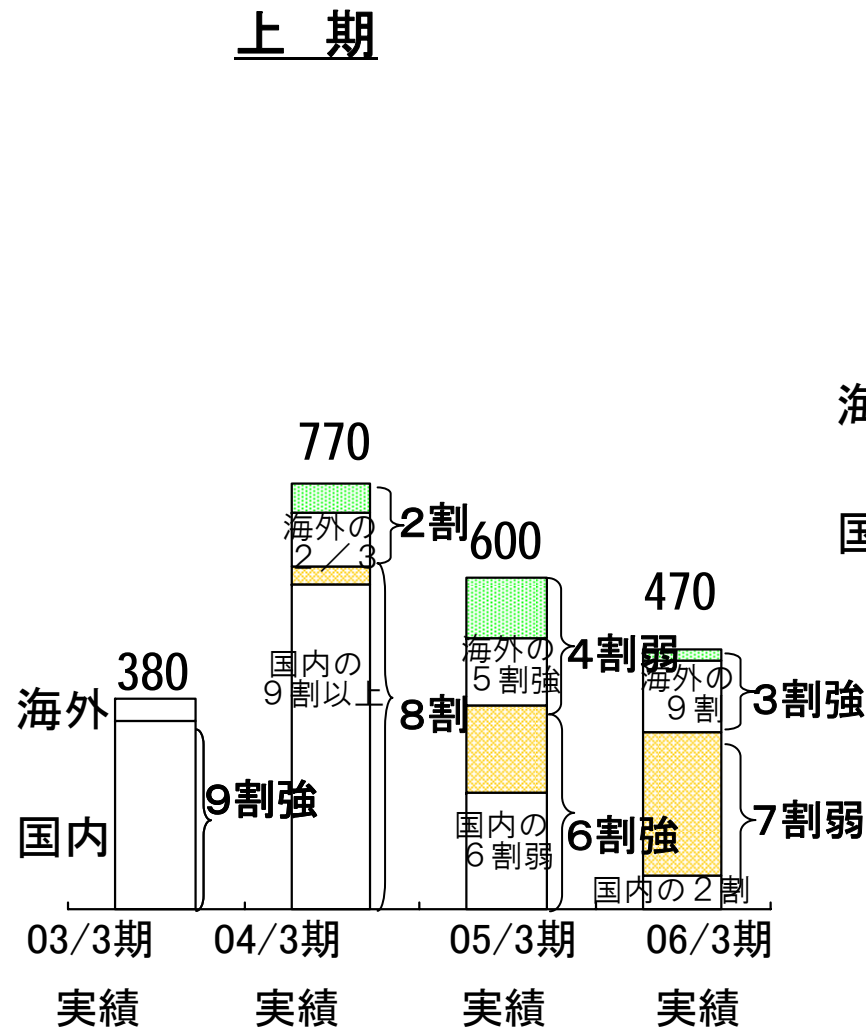 上　期
770
海外の
２／３
2割
600
470
国内の
９割以上
380
海外
8割
9割強
国内
海外の
５割強
4割弱
海外の
９割
3割強
国内の
６割弱
6割強
7割弱
国内の２割
03/3期
04/3期
05/3期
06/3期
実績
実績
実績
実績